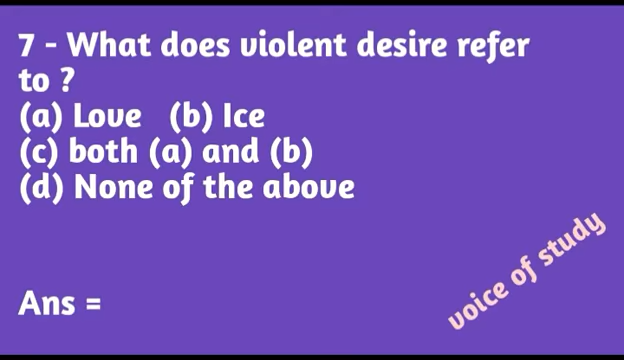 7 - What does violent desire refer
to ?
(a) Love (b) Ice
(c) both (a) and (b)
(d) None of the above
Ans =
voice of study